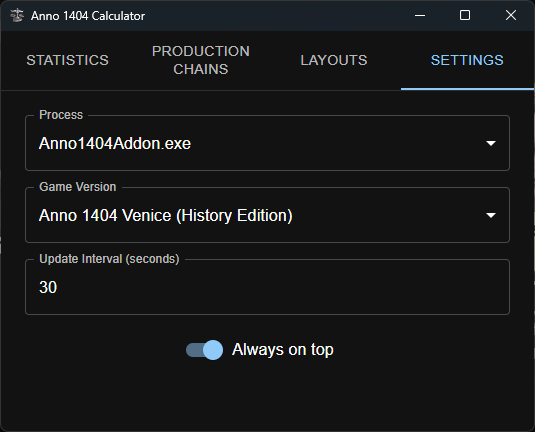 Anno 1404 Calculator
STATISTICS
PRODUCTION
CHAINS
LAYOUTS
SETTINGS
Process
Anno1404Addon.exe
Game Version
Anno 1404 Venice (History Edition)
Update Interval (seconds)
30
Always on top